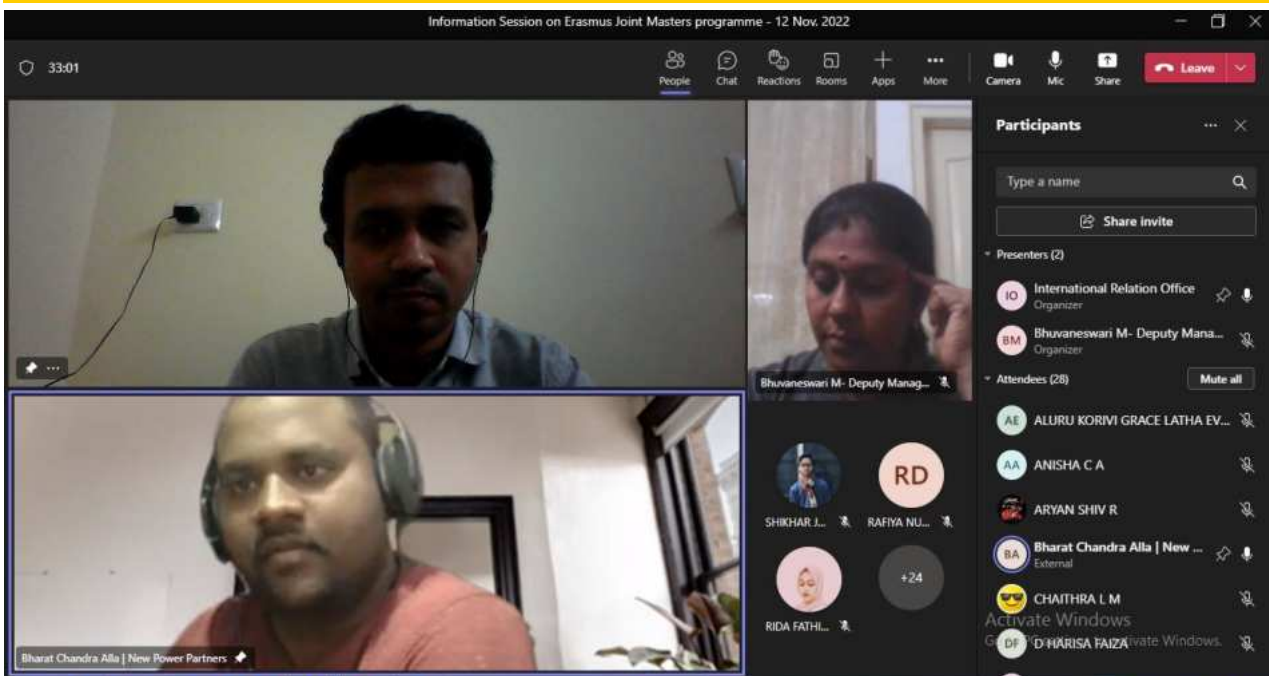 Information Session on Erasmus Joint Masters programme - 12 Nov. 2022
33:01
People
Chat
Reactions
Rooms
Apps
More
Camera
Mic
Share
Leave
Bhuvaneswari M- Deputy Manag...
Bharat Chandra Alla | New Power Partners
SHIKHAR J...
RD
RAFIYA NU...
RIDA FATHI...
+24
Participants
Type a name
Share invite
Presenters (2)
IO
International Relation Office
Organizer
BM
Bhuvaneswari M- Deputy Mana...
Organizer
Attendees (28)
Mute all
AE
ALURU KORIVI GRACE LATHA EV...
AA
ANISHA C A
ARYAN SHIV R
BA
Bharat Chandra Alla | New ...
External
CHAITHRA L M
Activate Windows
DF
D HARISA FAIZA
Windows.